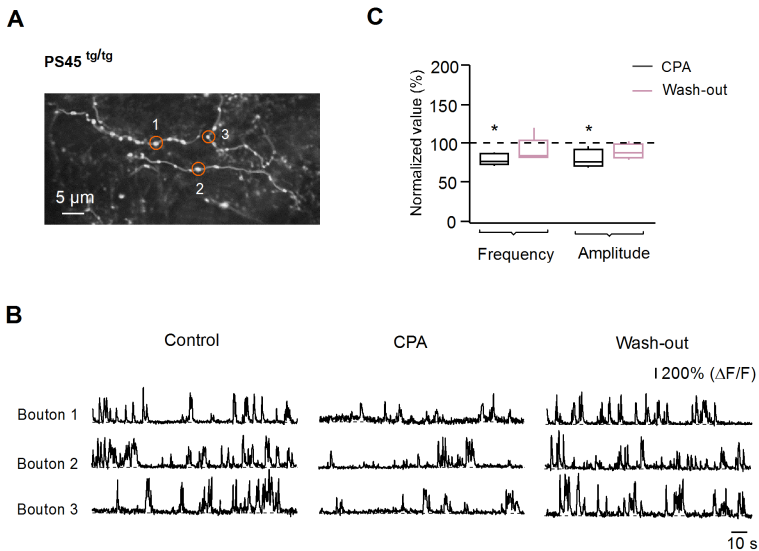 A
PS45 tg/tg
1
3
2
5 µm
C
Normalized value (%)
200
150
100
50
0
*
*
CPA
Wash-out
Frequency
Amplitude
B
Control
CPA
Wash-out
200% (ΔF/F)
Bouton 1
Bouton 2
Bouton 3
10 s